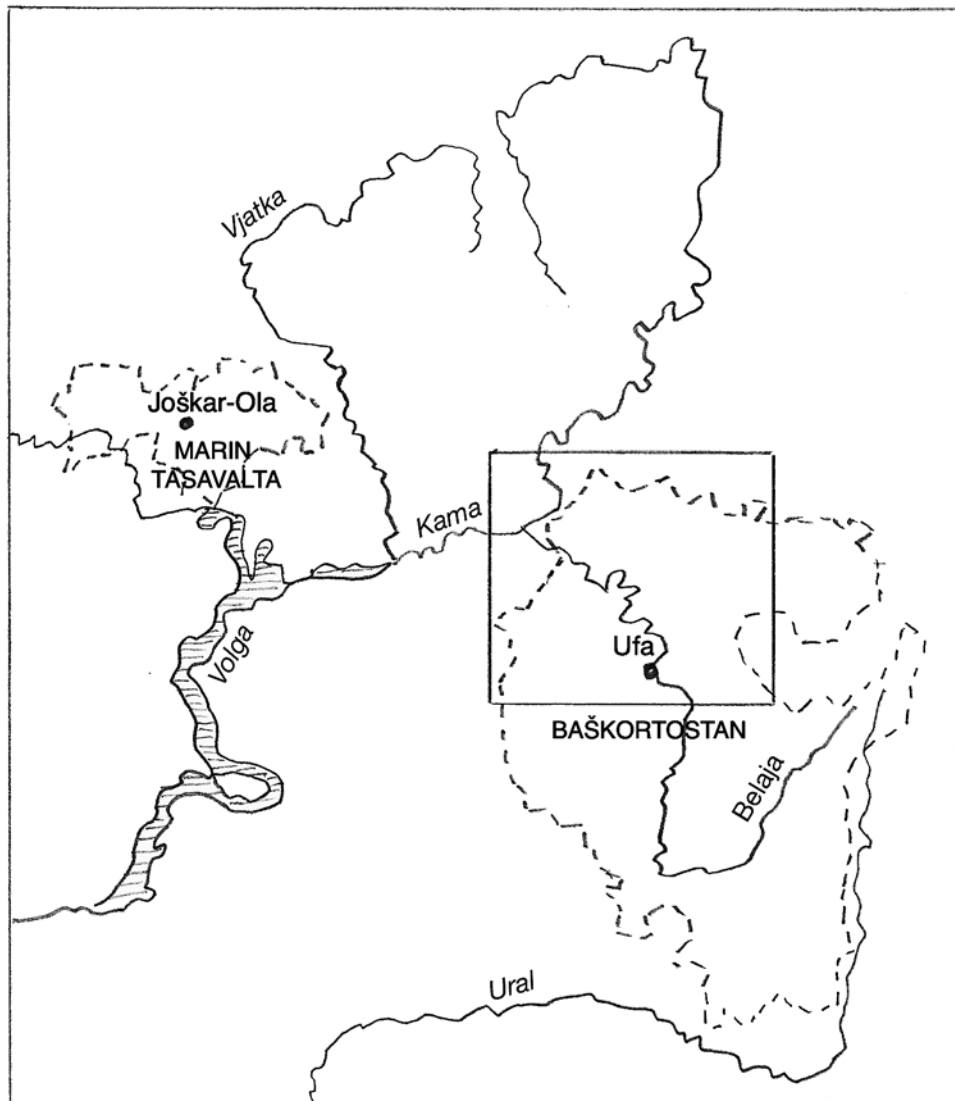 Vjatka
Joškar-Ola
MARIN
TASAVALTA
Kama
Volga
Ufa
BAŠKORTOSTAN
Belaja
Ural